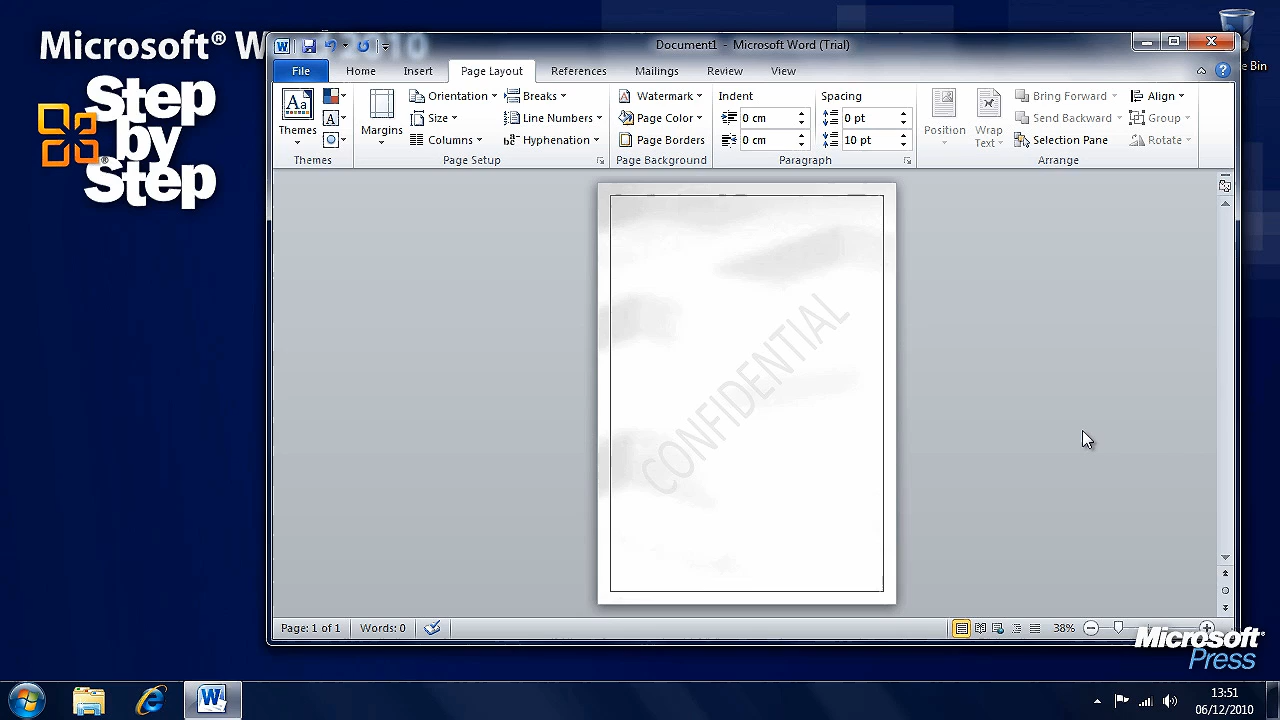 Microsoft® W 2010
Step
by
Step
Document1 - Microsoft Word (Trial)
File Home Insert Page Layout References Mailings Review View
Themes
Margins
Orientation
Size
Columns
Breaks
Line Numbers
Hyphenation
Watermark
Page Color
Page Borders
Indent
0 cm
0 cm
Spacing
0 pt
10 pt
Position
Wrap
Text
Bring Forward
Send Backward
Selection Pane
Align
Group
Rotate
Themes Page Setup Page Background Paragraph Arrange
CONFIDENTIAL
Page: 1 of 1 Words: 0
38%
Microsoft
Press
e Bin
13:51
06/12/2010